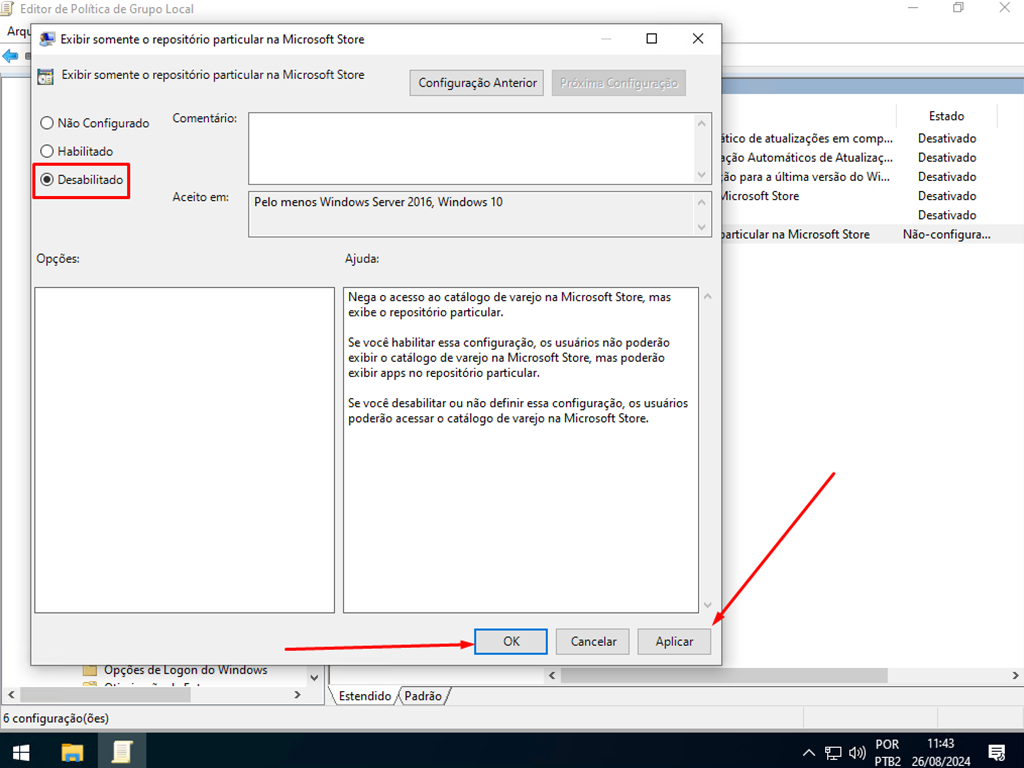 Editor de Política de Grupo Local
Arqu
Exibir somente o repositório particular na Microsoft Store
Exibir somente o repositório particular na Microsoft Store
Configuração Anterior
Próxima Configuração
Não Configurado
Habilitado
Desabilitado
Comentário:
Aceito em:
Pelo menos Windows Server 2016, Windows 10
Opções:
Ajuda:
Nega o acesso ao catálogo de varejo na Microsoft Store, mas
exibe o repositório particular.
Se você habilitar essa configuração, os usuários não poderão
exibir o catálogo de varejo na Microsoft Store, mas poderão
exibir apps no repositório particular.
Se você desabilitar ou não definir essa configuração, os usuários
poderão acessar o catálogo de varejo na Microsoft Store.
OK
Cancelar
Aplicar
Estado
ático de atualizações em comp... Desativado
ação Automáticos de Atualizaç... Desativado
ção para a última versão do Wi... Desativado
Microsoft Store Desativado
Desativado
particular na Microsoft Store Não-configura...
Opções de Logon do Windows
Estendido
Padrão
6 configuração(ões)
POR
PTB2
11:43
26/08/2024